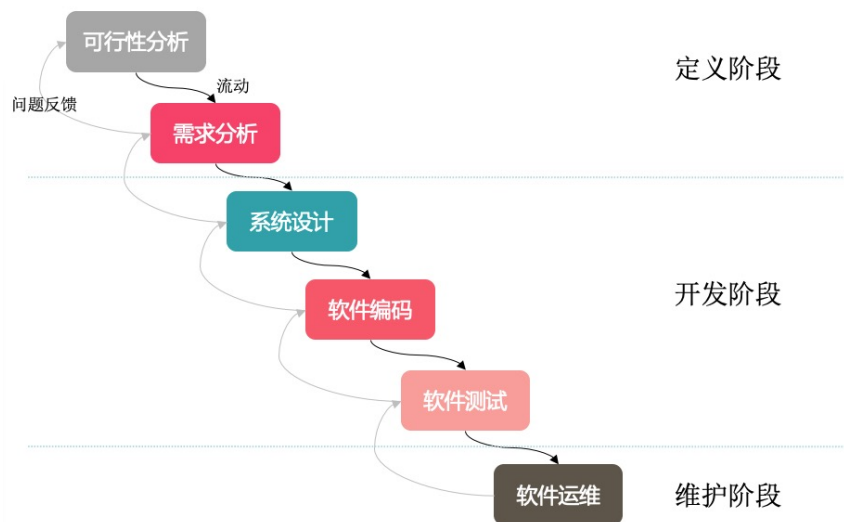 可行性分析
定义阶段
流动
问题反馈
需求分析
系统设计
开发阶段
软件编码
软件测试
软件运维
维护阶段